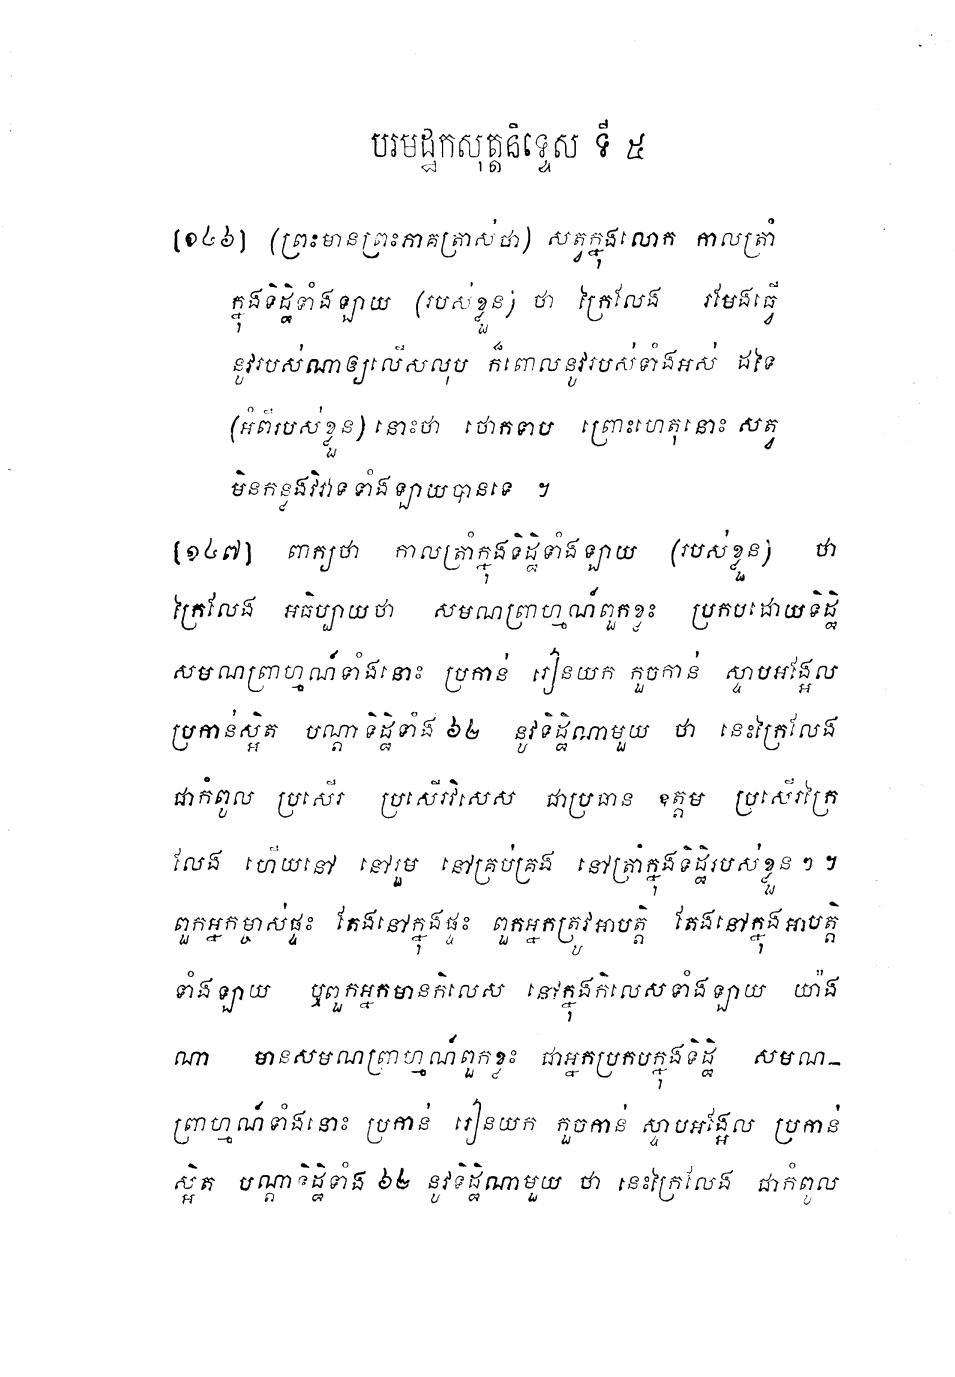 បរមដ្ឋកសុត្តនិទ្ទេស ទី ៥
[១៤៦] (ព្រះមានព្រះភាគត្រាស់ថា) សត្វក្នុងលោក កាលត្រាំ
ក្នុងទិដ្ឋិទាំងឡាយ (របស់ខ្លួន) ថា ក្រៃលែង រមែងធ្វើ
នូវរបស់ណាឲ្យលើសលុប ក៏ពោលនូវរបស់ទាំងអស់ ដទៃ
(អំពីរបស់ខ្លួន) នោះថា ថោកទាប ព្រោះហេតុនោះ សត្វ
មិនកន្លងវិវាទទាំងឡាយបានទេ ។
[១៤៧] ពាក្យថា កាលត្រាំក្នុងទិដ្ឋិទាំងឡាយ (របស់ខ្លួន) ថា
ក្រៃលែង អធិប្បាយថា សមណព្រាហ្មណ៍ពួកខ្លះ ប្រកបដោយទិដ្ឋិ
សមណព្រាហ្មណ៍ទាំងនោះ ប្រកាន់ រៀនយក កួចកាន់ ស្ទាបអង្អែល
ប្រកាន់ស្អិត បណ្តាទិដ្ឋិទាំង ៦២ នូវទិដ្ឋិណាមួយ ថា នេះក្រៃលែង
ជាកំពូល ប្រសើរ ប្រសើរវិសេស ជាប្រធាន ឧត្តម ប្រសើរក្រៃ
លែង ហើយនៅ នៅរួម នៅគ្រប់គ្រង នៅត្រាំក្នុងទិដ្ឋិរបស់ខ្លួន ៗ ។
ពួកអ្នកម្ចាស់ផ្ទះ តែងនៅក្នុងផ្ទះ ពួកអ្នកត្រូវអាបត្តិ តែងនៅក្នុងអាបត្តិ
ទាំងឡាយ ឬពួកអ្នកមានកិលេស នៅក្នុងកិលេសទាំងឡាយ យ៉ាង
ណា មានសមណព្រាហ្មណ៍ពួកខ្លះ ជាអ្នកប្រកបក្នុងទិដ្ឋិ សមណ-
ព្រាហ្មណ៍ទាំងនោះ ប្រកាន់ រៀនយក កួចកាន់ ស្ទាបអង្អែល ប្រកាន់
ស្អិត បណ្តាទិដ្ឋិទាំង ៦២ នូវទិដ្ឋិណាមួយ ថា នេះក្រៃលែង ជាកំពូល